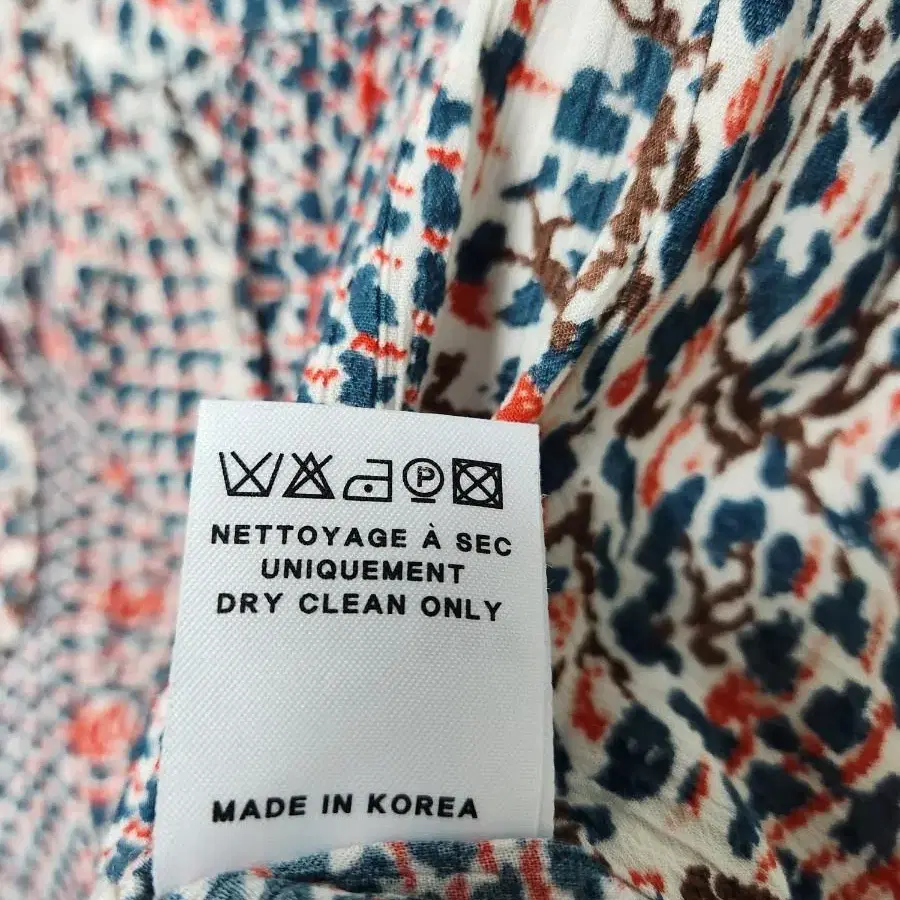 P
NETTOYAGE À SEC
UNIQUEMENT
DRY CLEAN ONLY
MADE IN KOREA